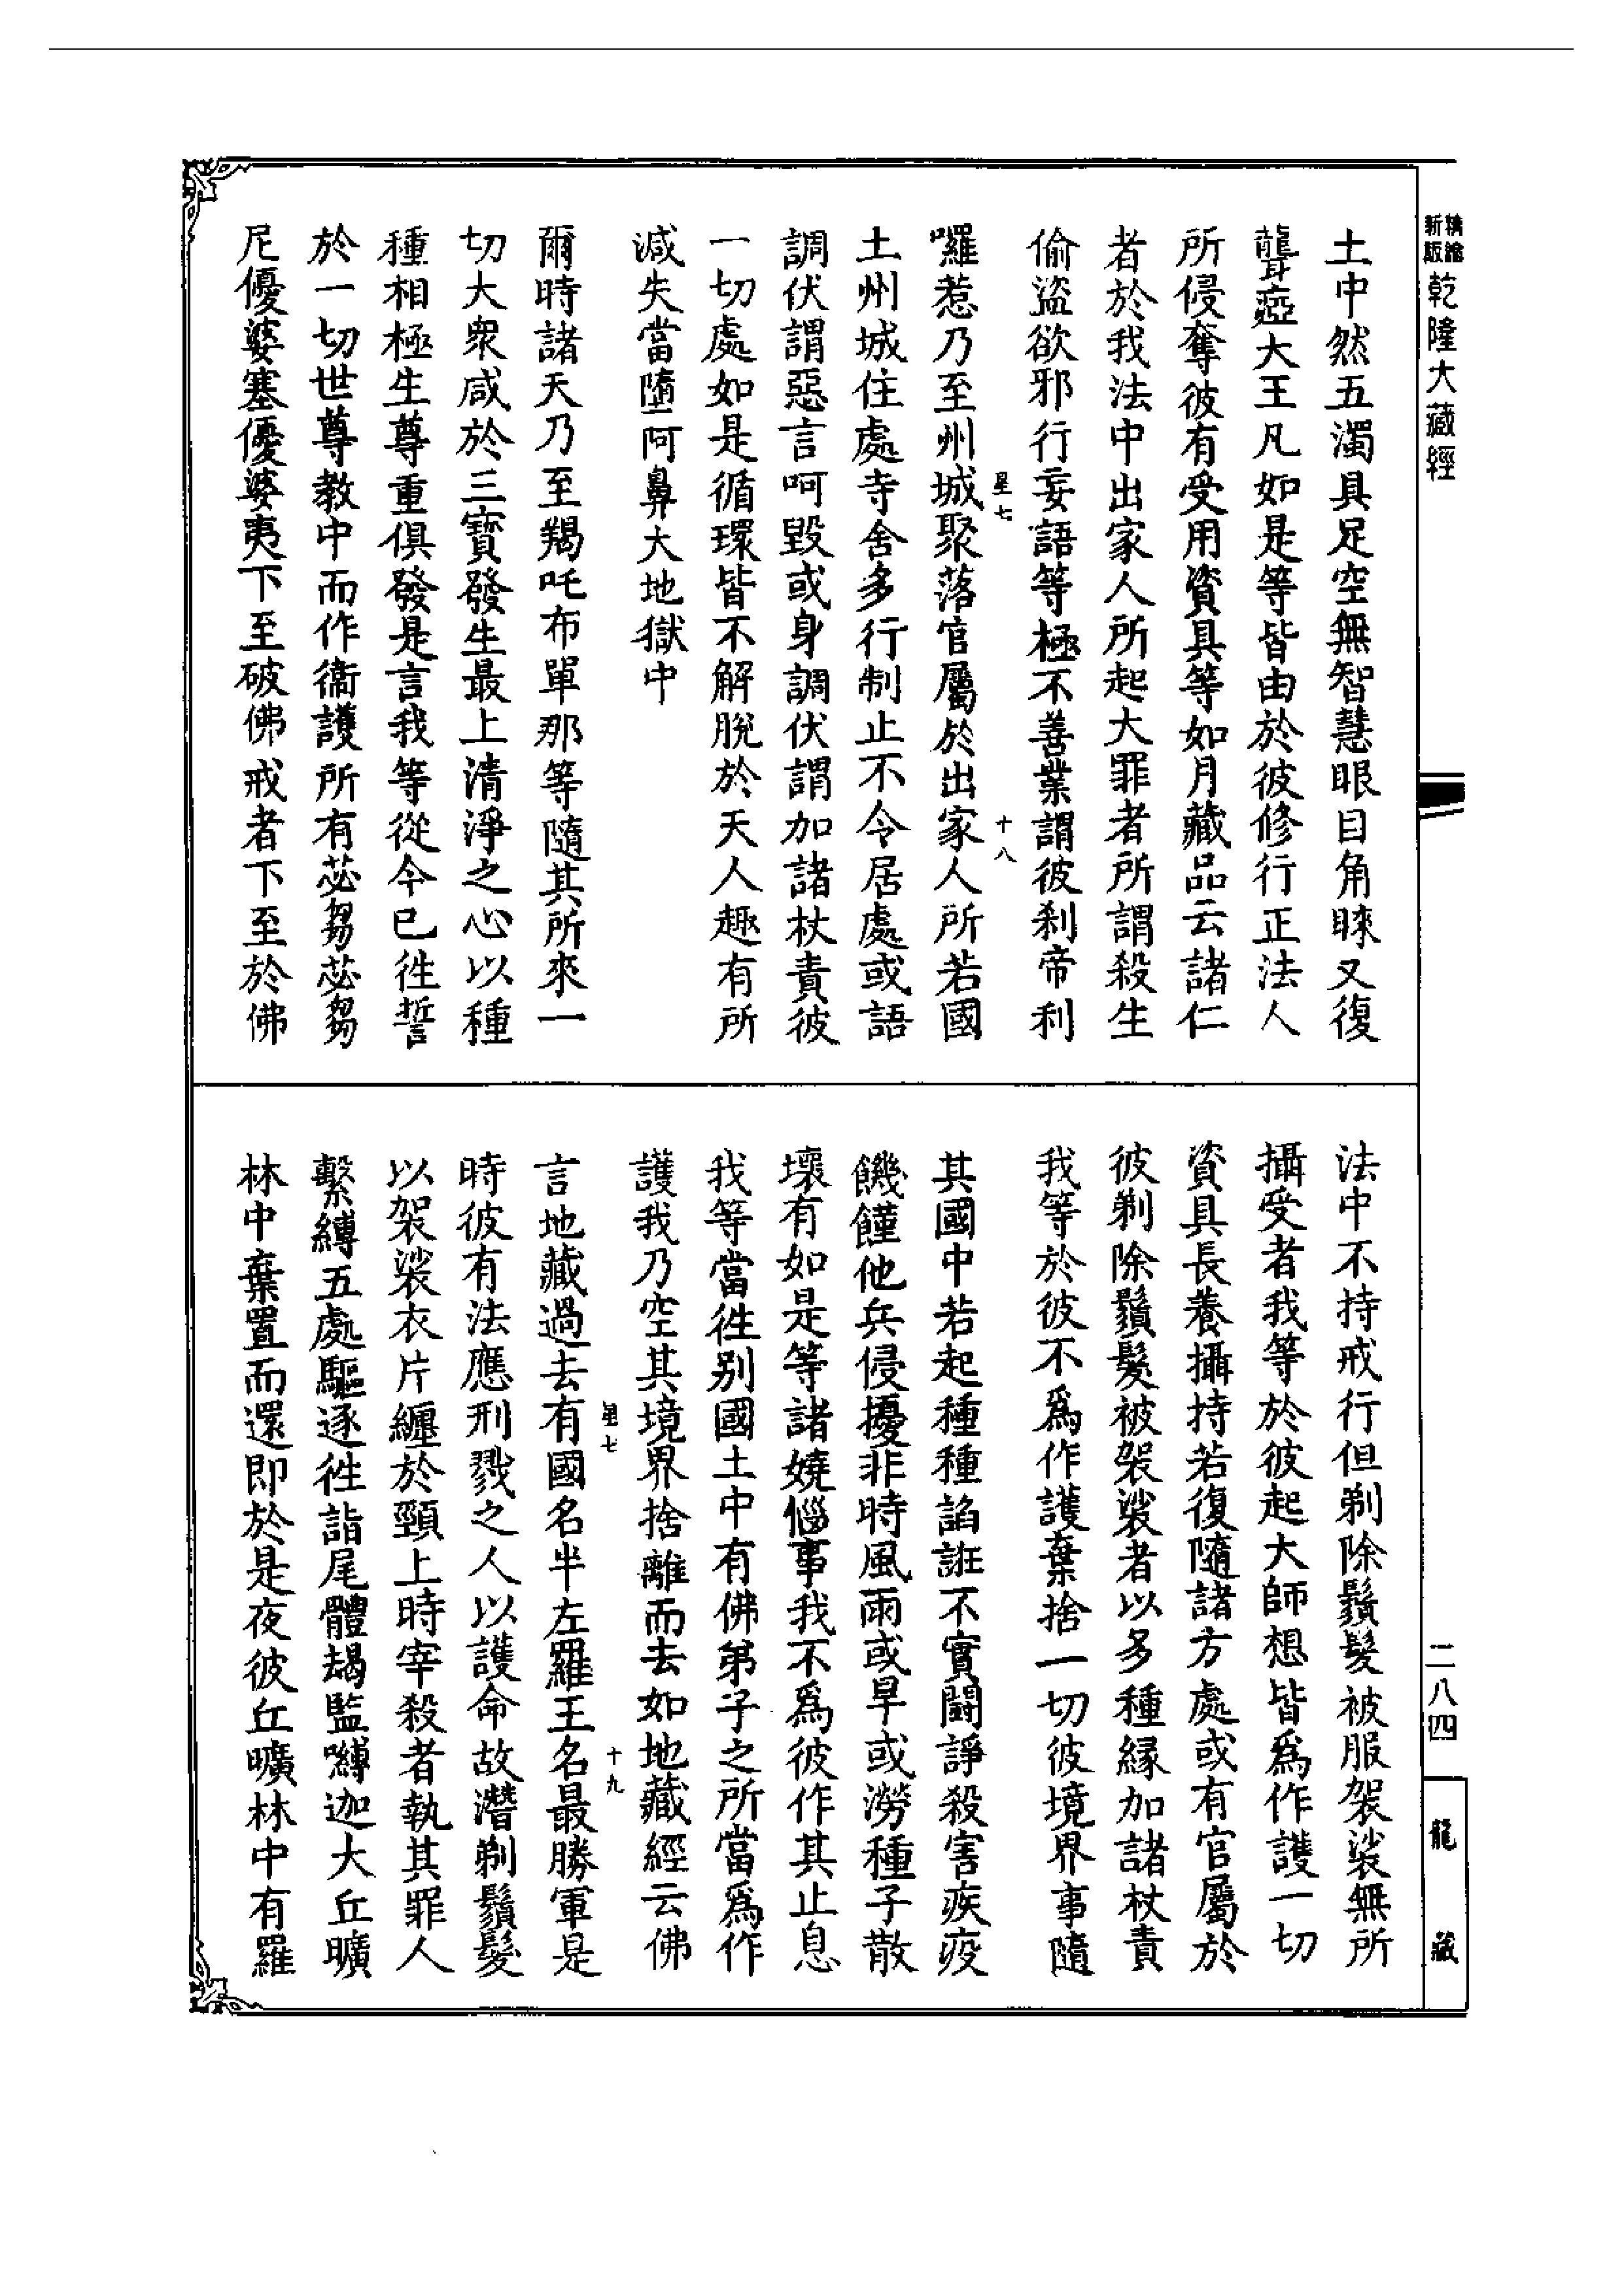 精縮
新版
乾隆大藏經
土中然五濁具足空無智慧眼目角睞又復
聾瘂大王凡如是等皆由於彼修行正法人
所侵奪彼有受用資具等如月藏品云諸仁
者於我法中出家人所起大罪者所謂殺生
偷盜欲邪行妄語等極不善業謂彼剎帝利
星七
十八
囉惹乃至州城聚落官屬於出家人所若國
土州城住處寺舍多行制止不令居處或語
調伏謂惡言呵毀或身調伏謂加諸杖責彼
一切處如是循環皆不解脫於天人趣有所
減失當墮阿鼻大地獄中
爾時諸天乃至羯吒布單那等隨其所來一
切大眾咸於三寶發生最上清淨之心以種
種相極生尊重俱發是言我等從今已往誓
於一切世尊教中而作衛護所有苾芻苾芻
尼優婆塞優婆夷下至破佛戒者下至於佛
法中不持戒行但剃除鬚髮被服袈裟無所
攝受者我等於彼起大師想皆為作護一切
資具長養攝持若復隨諸方處或有官屬於
彼剃除鬚髮被袈裟者以多種緣加諸杖責
我等於彼不為作護棄捨一切彼境界事隨
其國中若起種種諂誑不實鬪諍殺害疾疫
饑饉他兵侵擾非時風雨或旱或澇種子散
壞有如是等諸嬈惱事我不為彼作其止息
我等當往別國土中有佛弟子之所當為作
護我乃空其境界捨離而去如地藏經云佛
星七
十九
言地藏過去有國名半左羅王名最勝軍是
時彼有法應刑戮之人以護命故潛剃鬚髮
以袈裟衣片纏於頸上時宰殺者執其罪人
繫縛五處驅逐往詣尾體朅監嚩迦大丘曠
林中棄置而還即於是夜彼丘曠林中有羅
二八四
龍藏